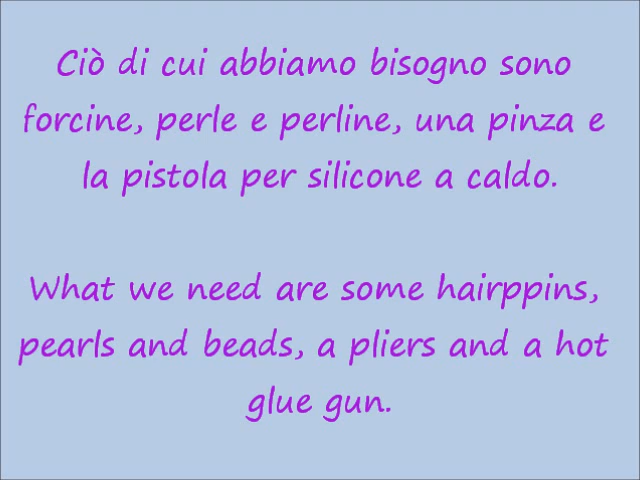 Ciò di cui abbiamo bisogno sono
forcine, perle e perline, una pinza e
la pistola per silicone a caldo.
What we need are some hairppins,
pearls and beads, a pliers and a hot
glue gun.